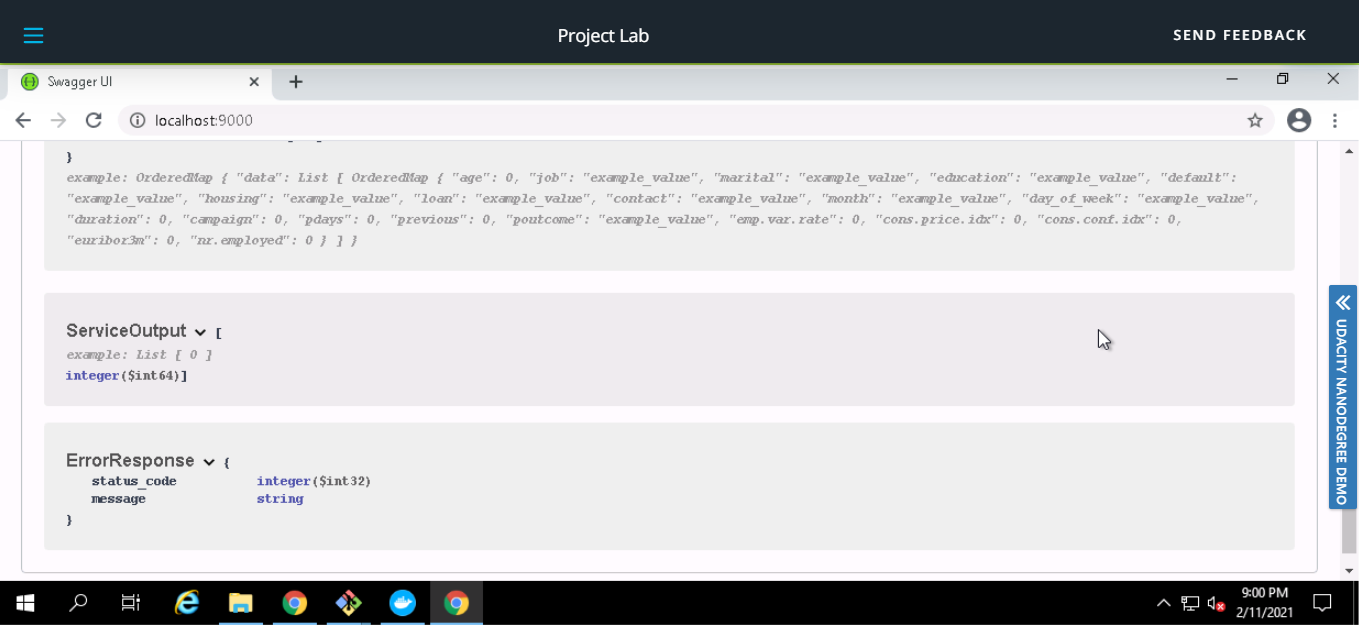 Project Lab
SEND FEEDBACK
Swagger UI
localhost:9000
}
example: OrderedMap { "data": List [ OrderedMap { "age": 0, "job": "example_value", "marital": "example_value", "education": "example_value", "default":
"example_value", "housing": "example_value", "loan": "example_value", "contact": "example_value", "month": "example_value", "day_of_week": "example_value",
"duration": 0, "campaign": 0, "pdays": 0, "previous": 0, "poutcome": "example_value", "emp.var.rate": 0, "cons.price.idx": 0, "cons.conf.idx": 0,
"euribor3m": 0, "nr.employed": 0 } ] }
ServiceOutput [
example: List [ 0 ]
integer($int64)]
ErrorResponse {
status_code integer($int32)
message string
}
UDACITY NANODEGREE DEMO
9:00 PM
2/11/2021